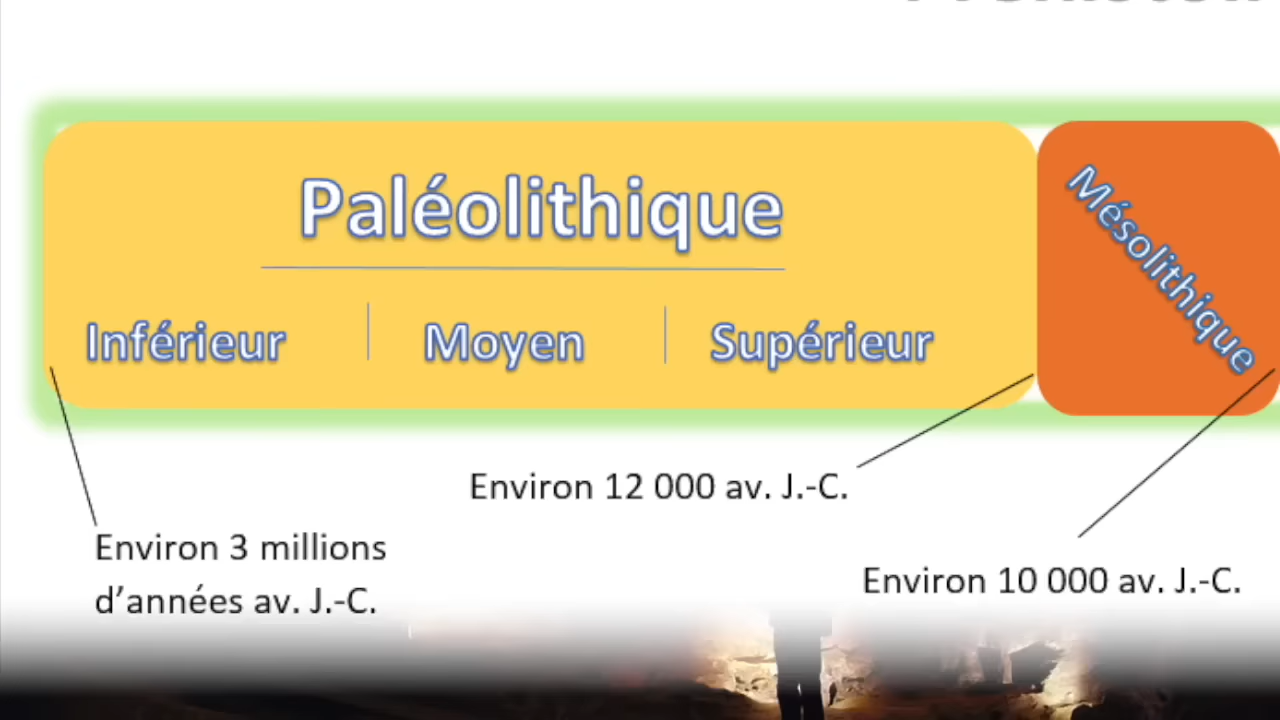 Paléolithique
Inférieur Moyen Supérieur
Mésolithique
Environ 12 000 av. J.-C.
Environ 3 millions
d’années av. J.-C.
Environ 10 000 av. J.-C.